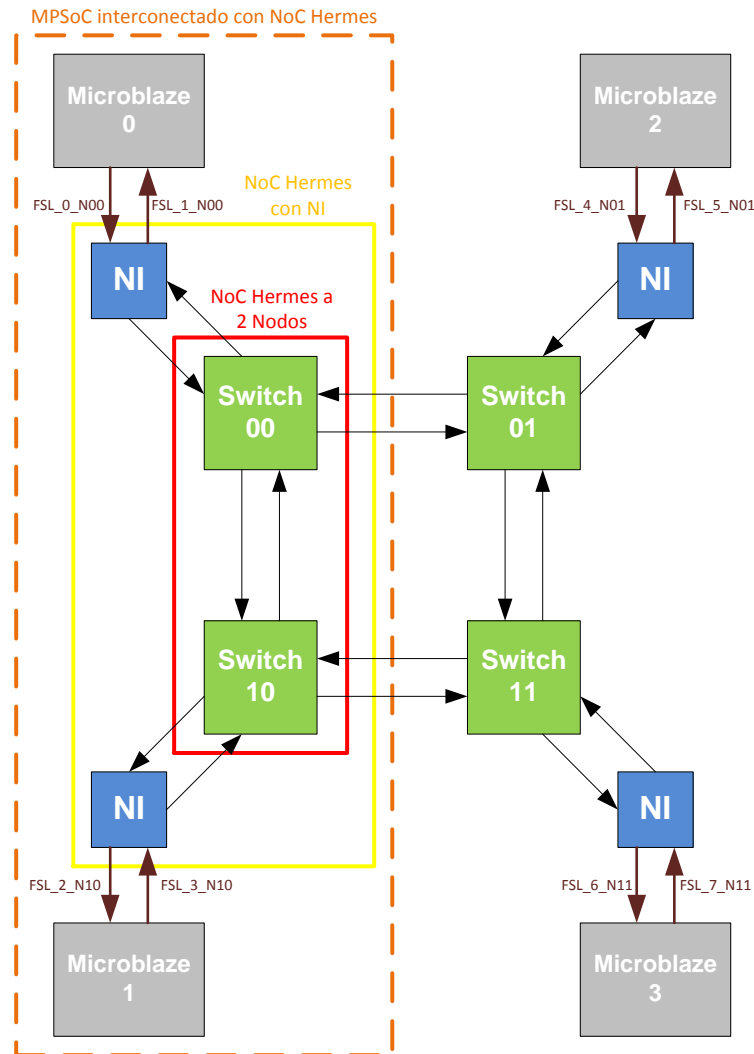 MPSoC interconectado con NoC Hermes
Microblaze
0
Microblaze
2
FSL_0_N00
FSL_1_N00
NoC Hermes
con NI
FSL_4_N01
FSL_5_N01
NI
NI
NoC Hermes a
2 Nodos
Switch
00
Switch
01
Switch
10
Switch
11
NI
NI
FSL_2_N10
FSL_3_N10
FSL_6_N11
FSL_7_N11
Microblaze
1
Microblaze
3